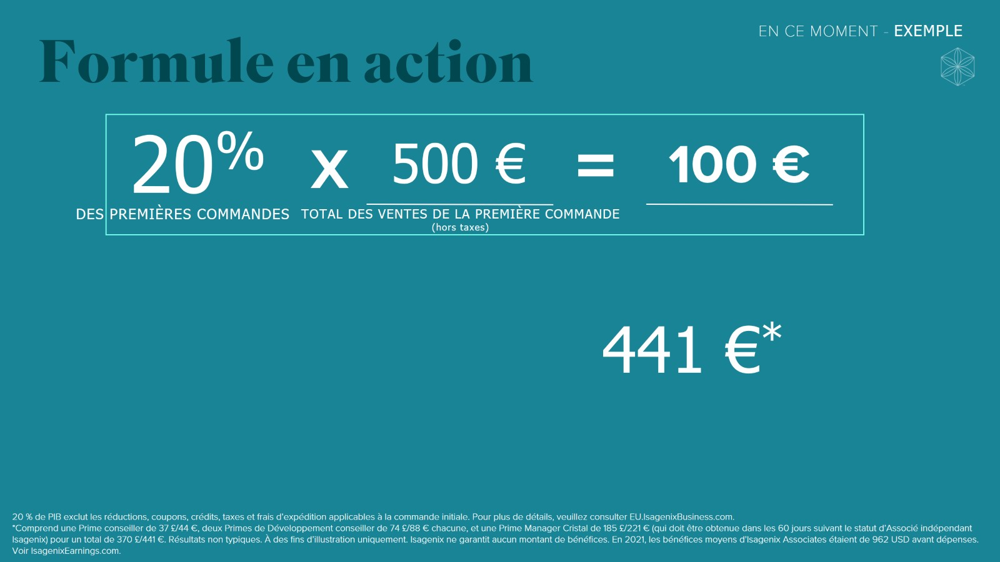 EN CE MOMENT - EXEMPLE
Formule en action
20% x 500 € = 100 €
DES PREMIÈRES COMMANDES TOTAL DES VENTES DE LA PREMIÈRE COMMANDE
(hors taxes)
441 €*
20 % de PIB exclut les réductions, coupons, crédits, taxes et frais d'expédition applicables à la commande initiale. Pour plus de détails, veuillez consulter EU.IsagenixBusiness.com.
*Comprend une Prime conseiller de 37 £/44 €, deux Primes de Développement conseiller de 74 £/88 € chacune, et une Prime Manager Cristal de 185 £/221 € (qui doit être obtenue dans les 60 jours suivant le statut d'Associé indépendant
Isagenix) pour un total de 370 £/441 €. Résultats non typiques. À des fins d'illustration uniquement. Isagenix ne garantit aucun montant de bénéfices. En 2021, les bénéfices moyens d'Isagenix Associates étaient de 962 USD avant dépenses.
Voir IsagenixEarnings.com.